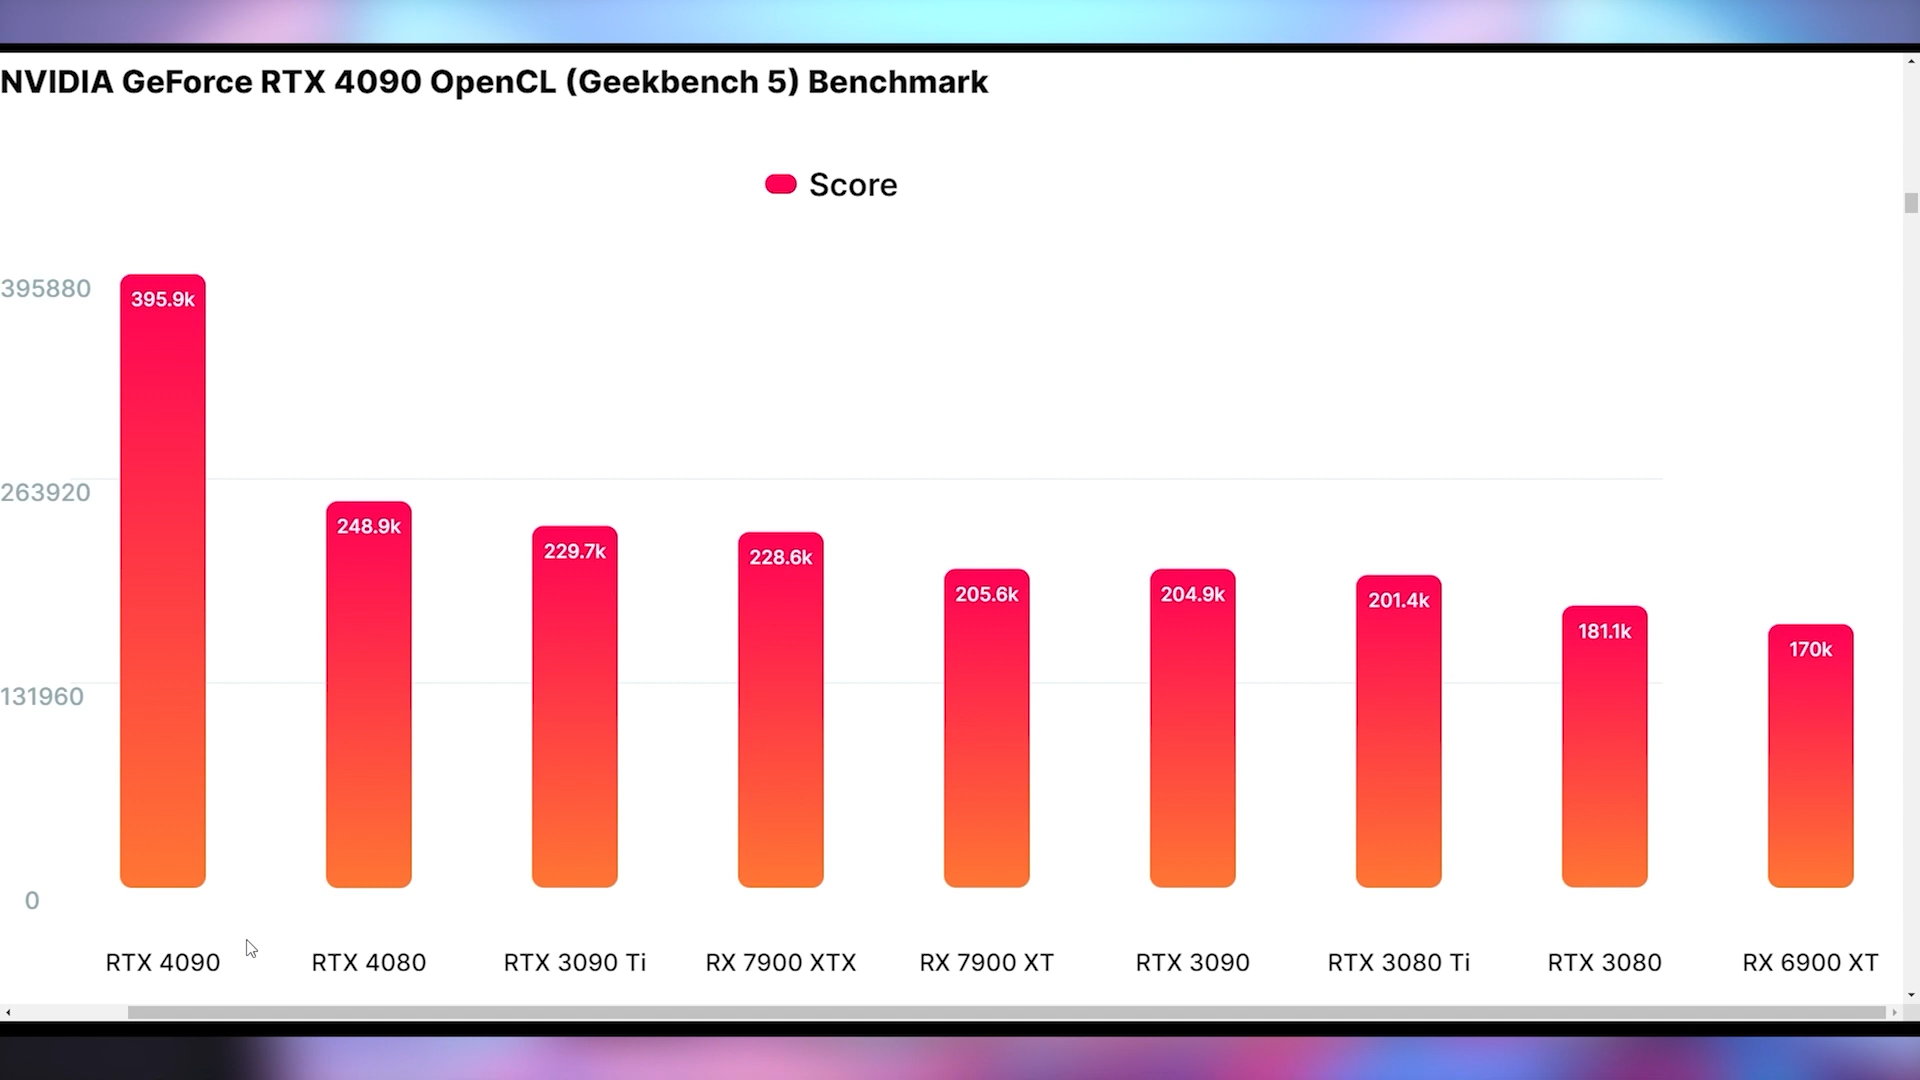 NVIDIA GeForce RTX 4090 OpenCL (Geekbench 5) Benchmark
Score
395880
263920
131960
0
395.9k
248.9k
229.7k
228.6k
205.6k
204.9k
201.4k
181.1k
170k
RTX 4090
RTX 4080
RTX 3090 Ti
RX 7900 XTX
RX 7900 XT
RTX 3090
RTX 3080 Ti
RTX 3080
RX 6900 XT